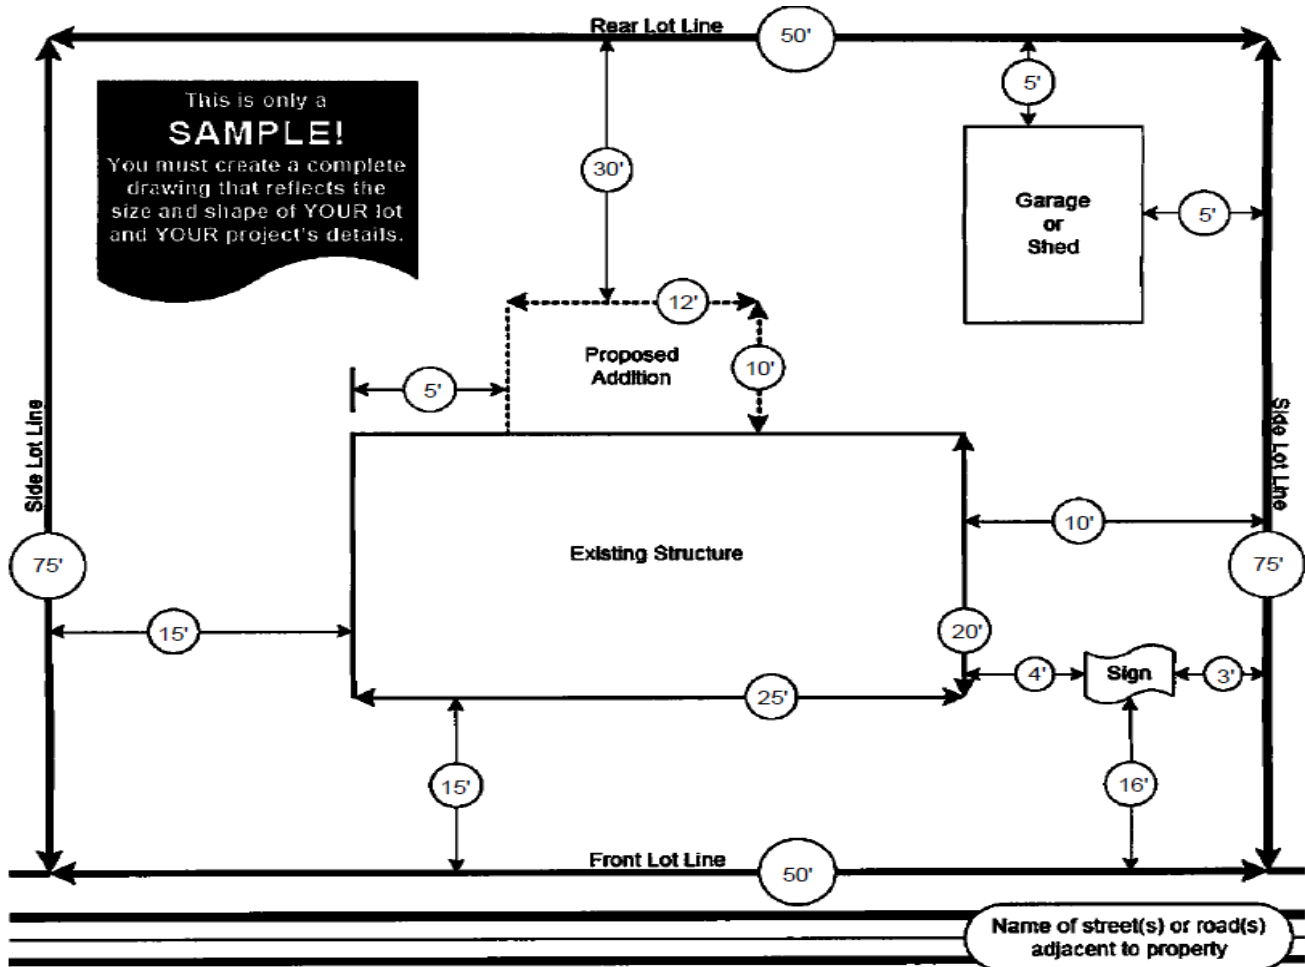 Rear Lot Line
50'
This is only a
SAMPLE!
You must create a complete
drawing that reflects the
size and shape of YOUR lot
and YOUR project's details.
5'
30'
Garage
or
Shed
5'
12'
Proposed
Addition
10'
5'
Side Lot Line
Side Lot Line
10'
Existing Structure
75'
75'
15'
20'
4'
Sign
3'
25'
15'
16'
Front Lot Line
50'
Name of street(s) or road(s)
adjacent to property